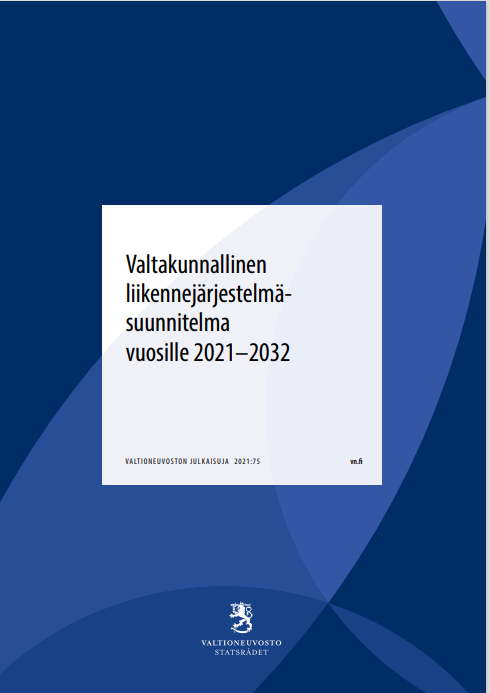 Valtakunnallinen
liikennejärjestelmä-
suunnitelma
vuosille 2021–2032
VALTIONEUVOSTON JULKAISUJA 2021:75 vn.fi
VALTIONEUVOSTO
STATSRÅDET